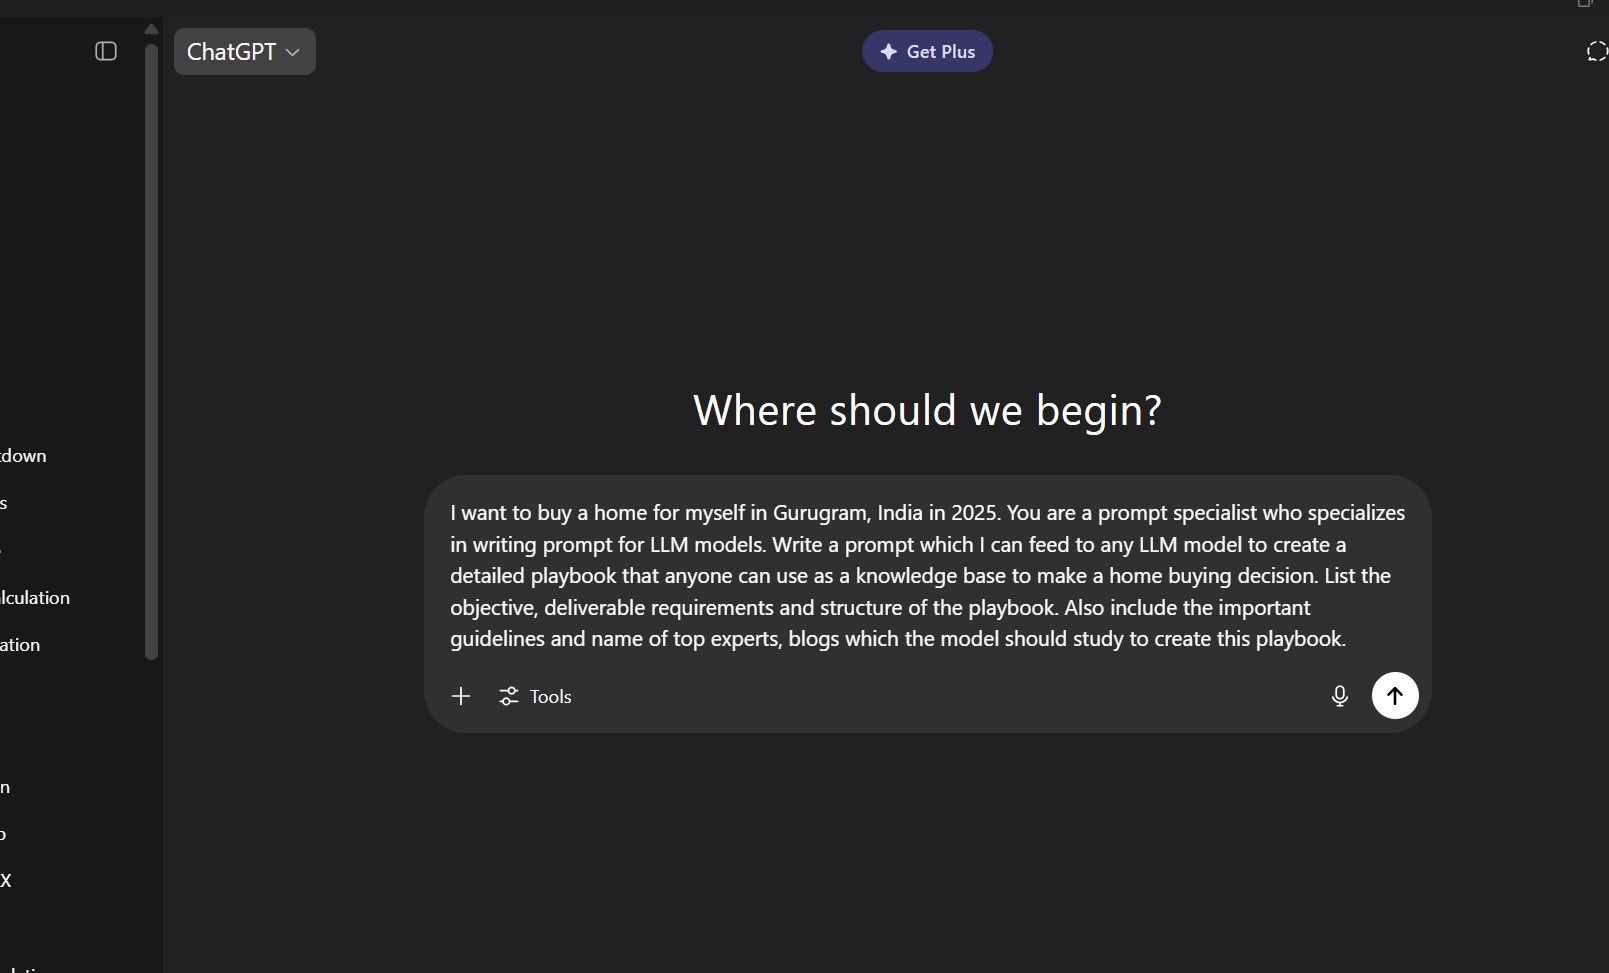 ChatGPT
Get Plus
Where should we begin?
I want to buy a home for myself in Gurugram, India in 2025. You are a prompt specialist who specializes
in writing prompt for LLM models. Write a prompt which I can feed to any LLM model to create a
detailed playbook that anyone can use as a knowledge base to make a home buying decision. List the
objective, deliverable requirements and structure of the playbook. Also include the important
guidelines and name of top experts, blogs which the model should study to create this playbook.
Tools
down
s
lculation
ation
n
X